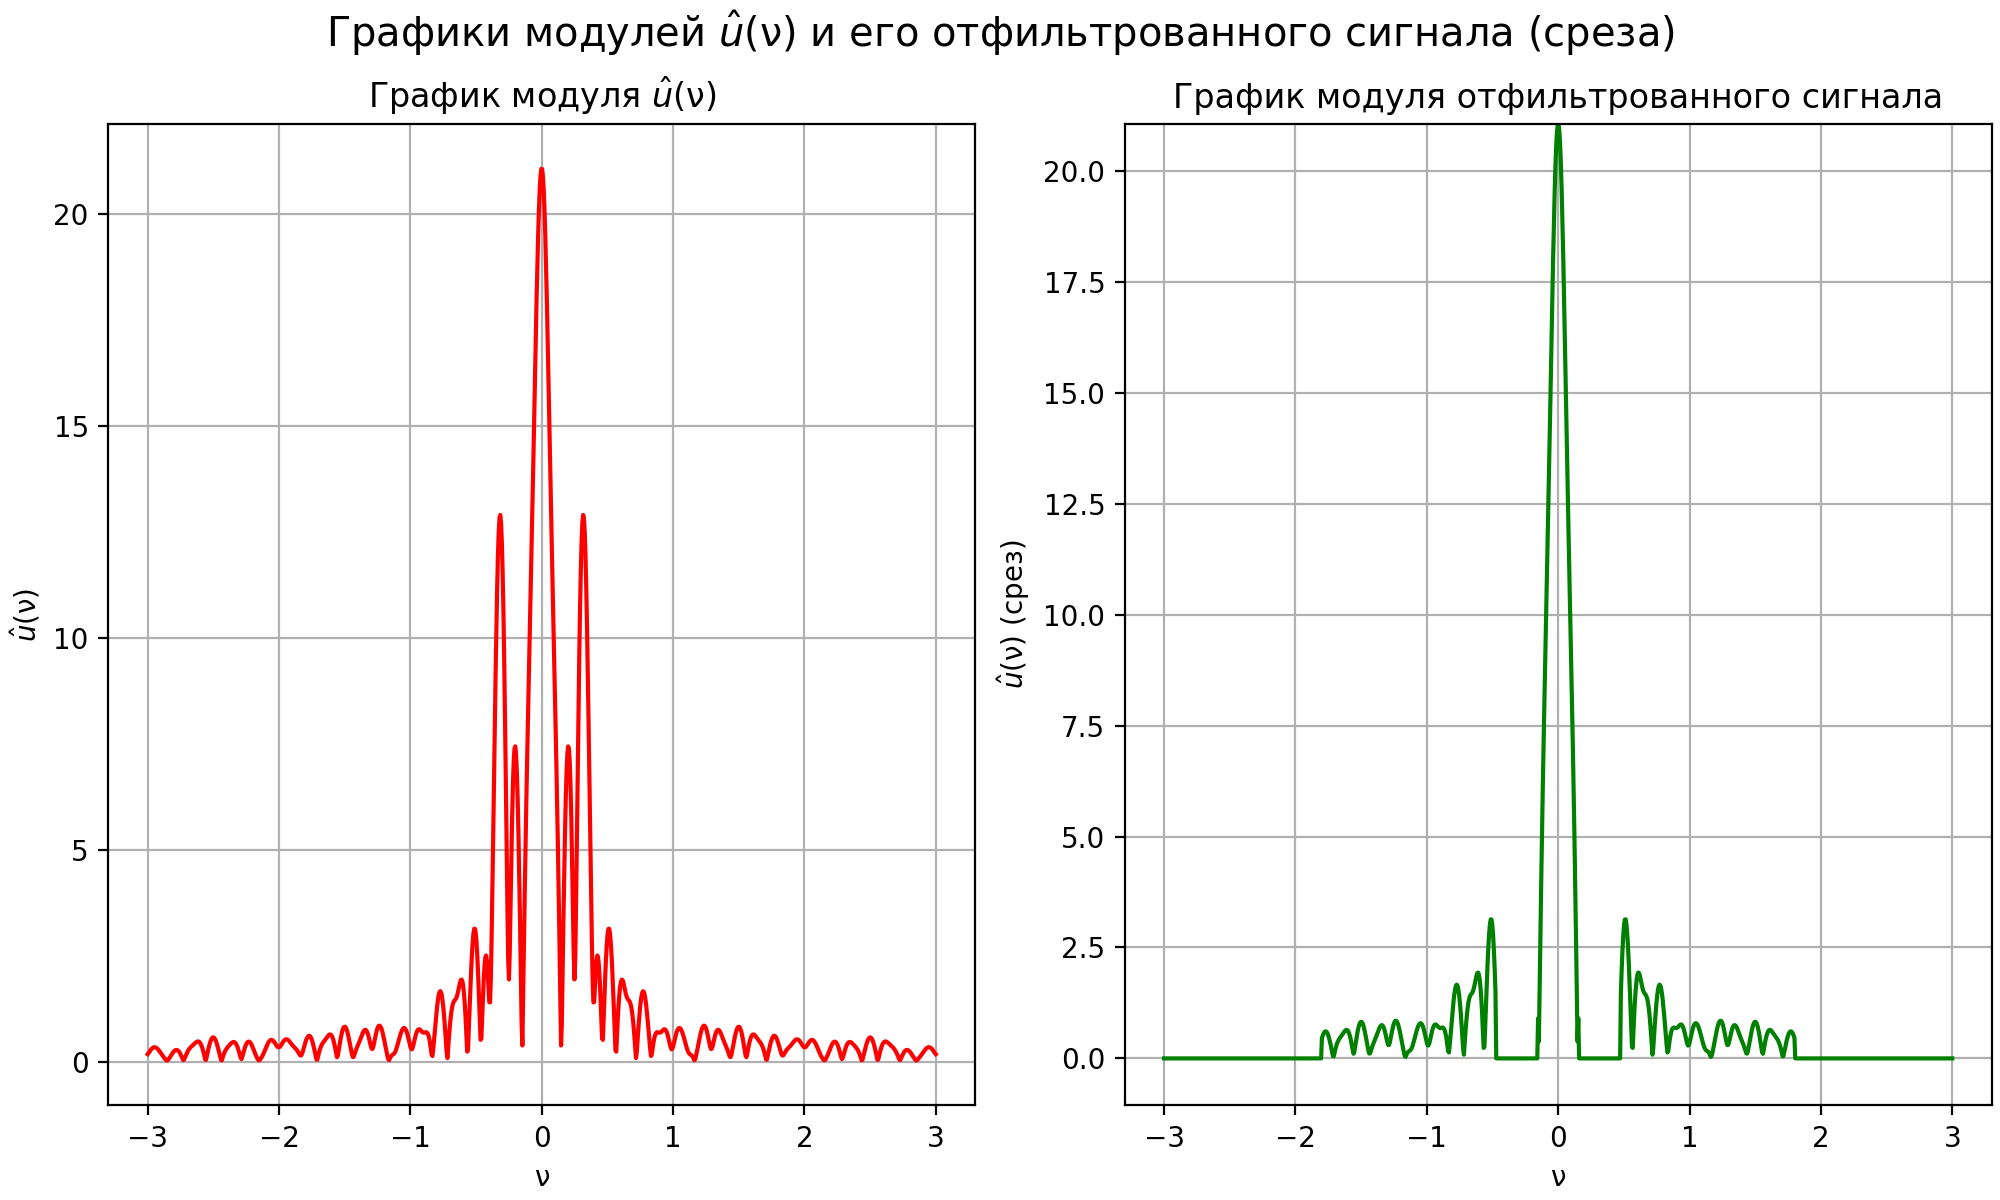 Графики модулей û(ν) и его отфильтрованного сигнала (среза)
График модуля û(ν)
û(ν)
20
15
10
5
0
−3 −2 −1 0 1 2 3
ν
График модуля отфильтрованного сигнала
û(ν) (срез)
20.0
17.5
15.0
12.5
10.0
7.5
5.0
2.5
0.0
−3 −2 −1 0 1 2 3
ν